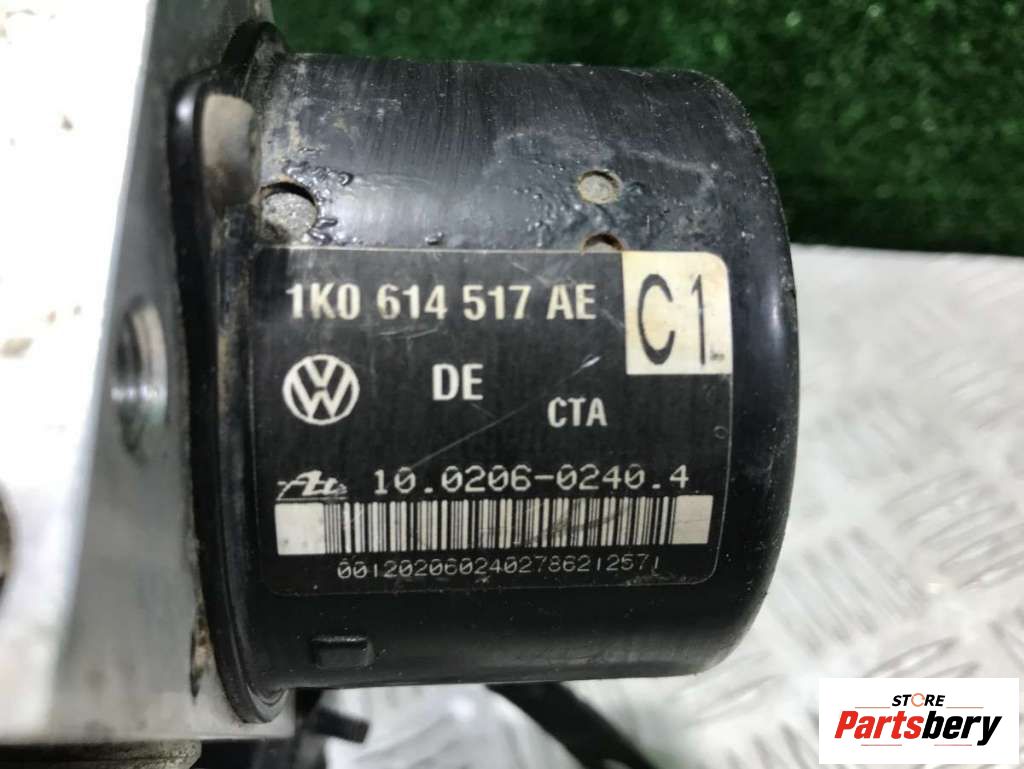 1K0 614 517 AE
C1
DE
CTA
10.0206-0240.4
0012020602402786212571
STORE
Partsbery